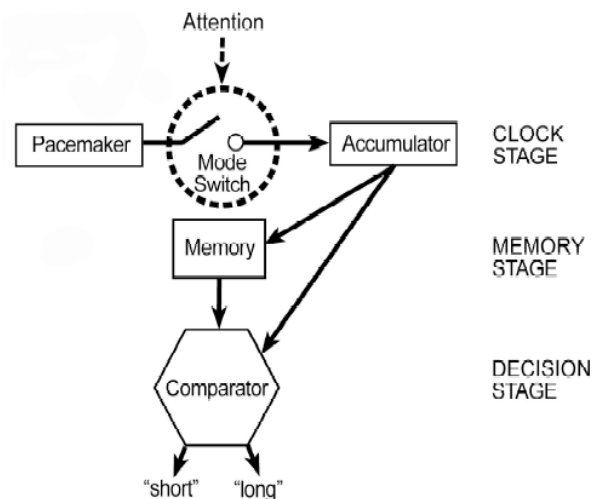 Attention
Pacemaker
Mode
Switch
Accumulator
CLOCK
STAGE
Memory
MEMORY
STAGE
Comparator
DECISION
STAGE
“short”
“long”